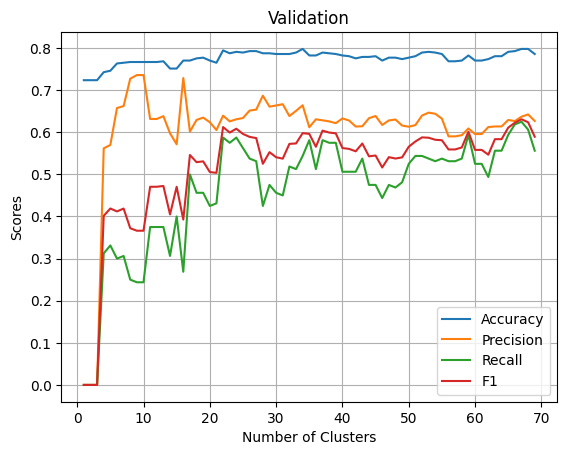 Validation
Scores
0.8
0.7
0.6
0.5
0.4
0.3
0.2
0.1
0.0
Accuracy
Precision
Recall
F1
0 10 20 30 40 50 60 70
Number of Clusters